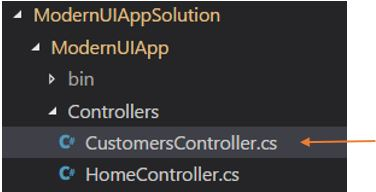 ModernUIAppSolution
ModernUIApp
bin
Controllers
C# CustomersController.cs
C# HomeController.cs